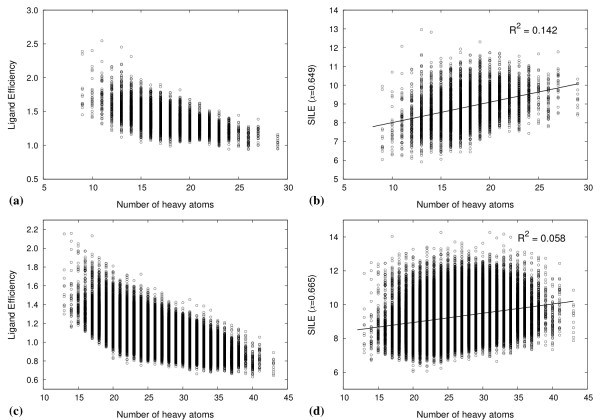 3.0
2.5
2.0
1.5
1.0
0.5
5 10 15 20 25 30
Ligand Efficiency
Number of heavy atoms
(a)
14
13
12
11
10
9
8
7
6
5
5 10 15 20 25 30
SILE (λ=0.649)
Number of heavy atoms
R² = 0.142
(b)
2.2
2.0
1.8
1.6
1.4
1.2
1.0
0.8
0.6
10 15 20 25 30 35 40 45
Ligand Efficiency
Number of heavy atoms
(c)
14
12
10
8
6
10 15 20 25 30 35 40 45
SILE (λ=0.665)
Number of heavy atoms
R² = 0.058
(d)